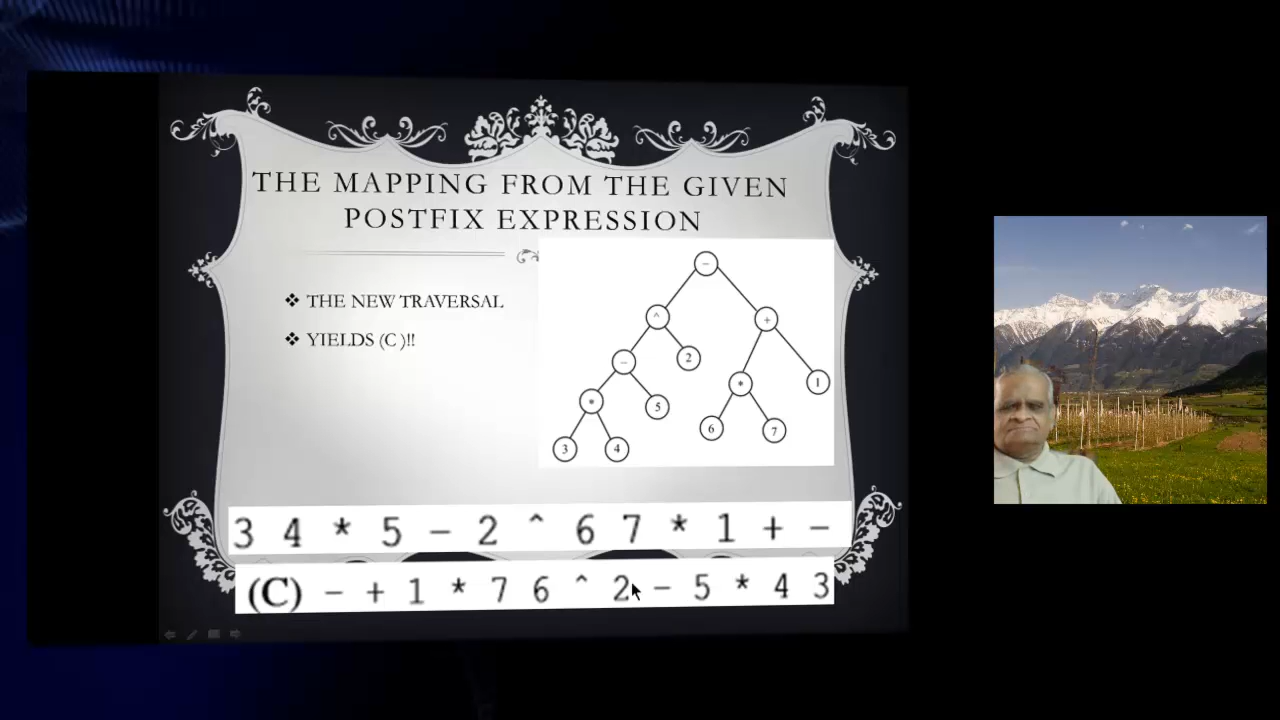 THE MAPPING FROM THE GIVEN
POSTFIX EXPRESSION
❖ THE NEW TRAVERSAL
❖ YIELDS (C )!!
−
^ +
− 2
* 1
* 5
6 7
3 4
3 4 * 5 − 2 ^ 6 7 * 1 + −
(C) − + 1 * 7 6 ^ 2 − 5 * 4 3